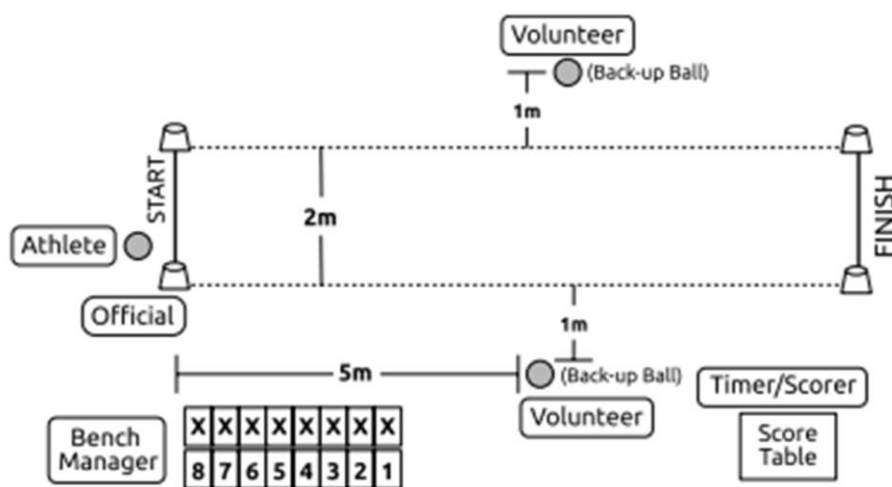 Volunteer
(Back-up Ball)
1m
START
2m
FINISH
Athlete
Official
1m
5m
(Back-up Ball)
Volunteer
Timer/Scorer
Bench
Manager
X X X X X X X X
8 7 6 5 4 3 2 1
Score
Table